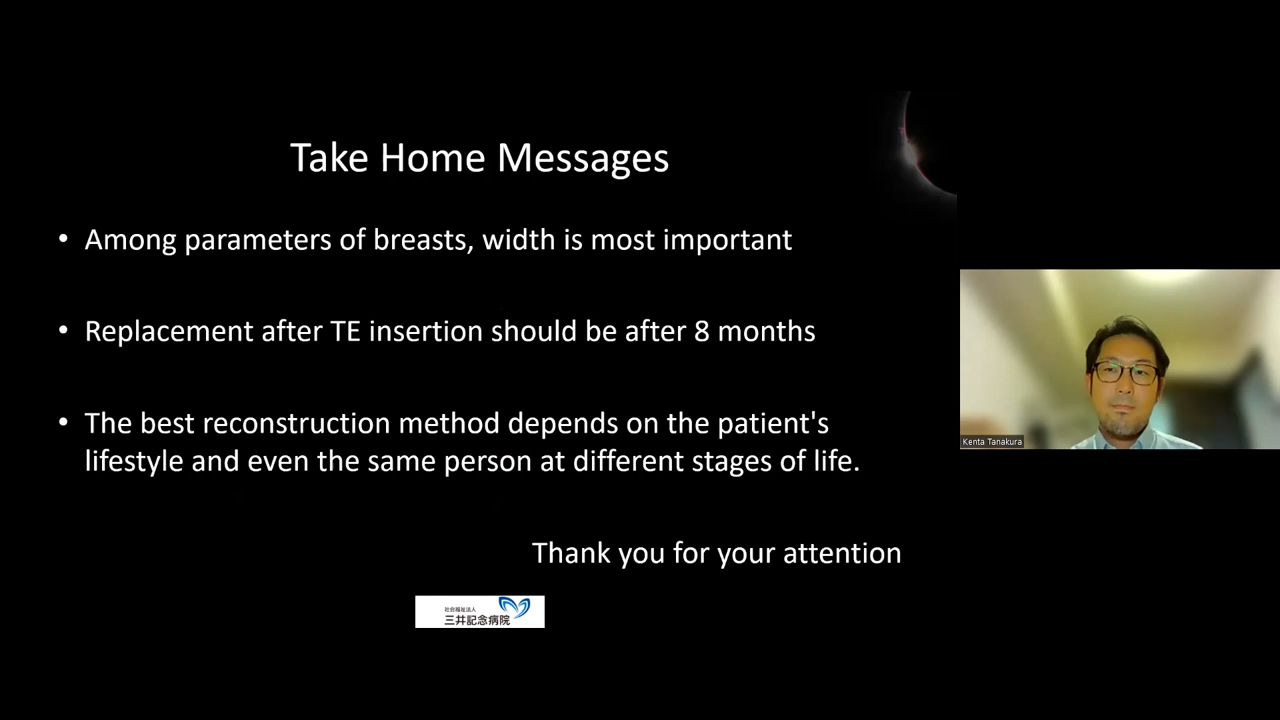 Take Home Messages
• Among parameters of breasts, width is most important
• Replacement after TE insertion should be after 8 months
• The best reconstruction method depends on the patient's
lifestyle and even the same person at different stages of life.
Thank you for your attention
社会福祉法人
三井記念病院
Kenta Tanakura